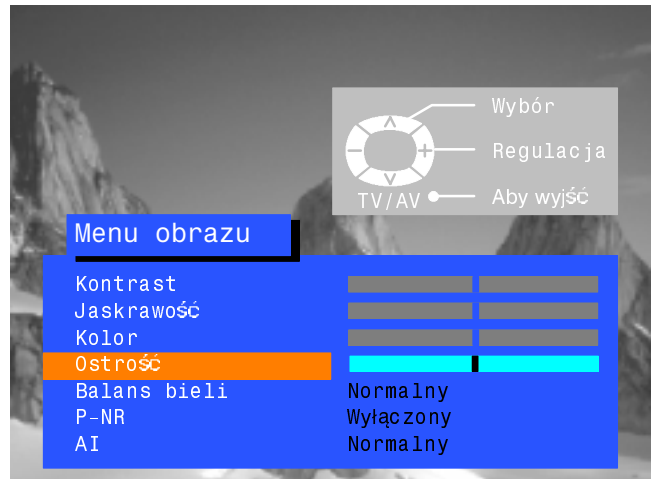 Wybór
Regulacja
TV/AV Aby wyjść
Menu obrazu
Kontrast
Jaskrawość
Kolor
Ostrość
Balans bieli Normalny
P-NR Wyłączony
AI Normalny